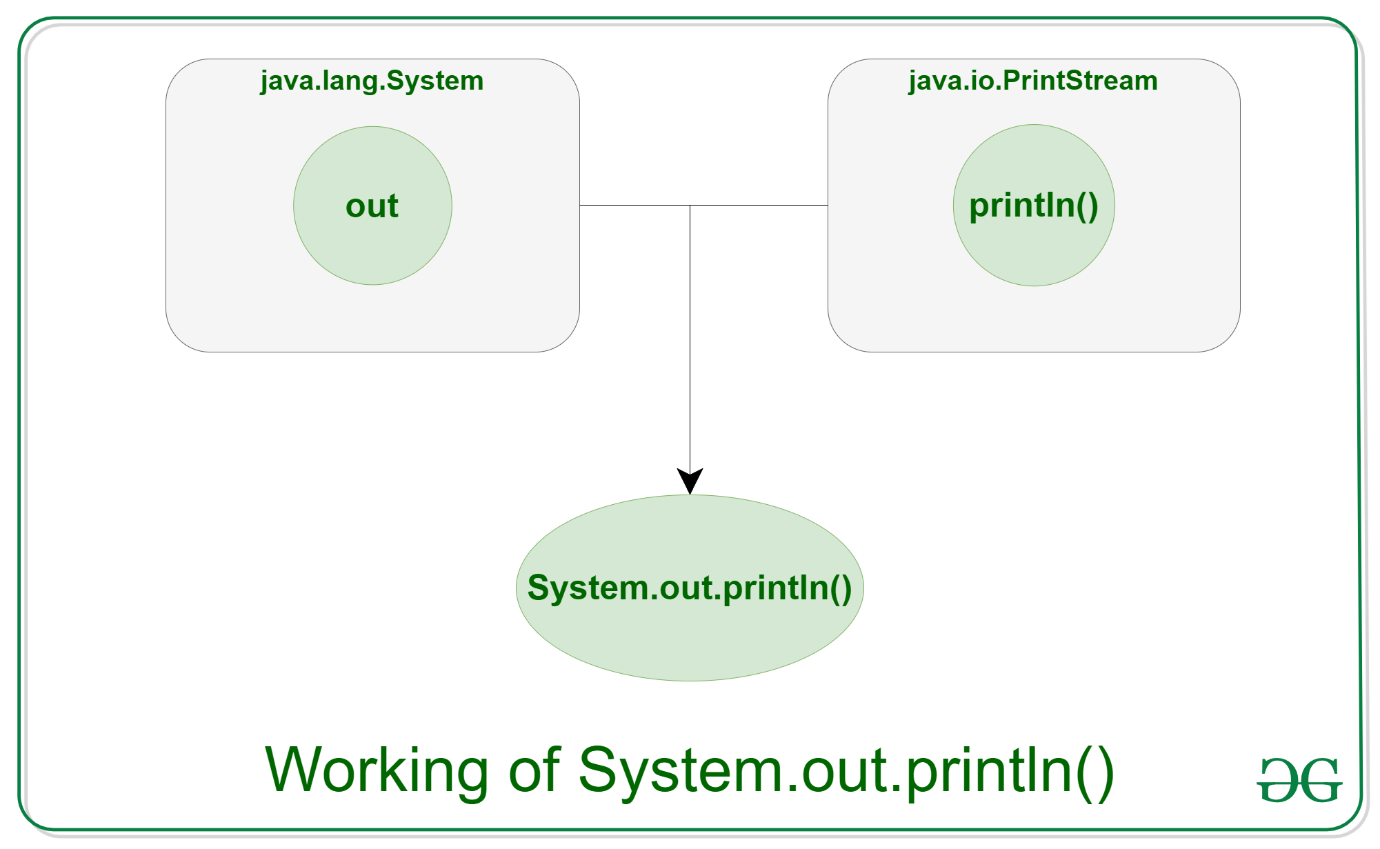 java.lang.System
java.io.PrintStream
out
println()
System.out.println()
Working of System.out.println()